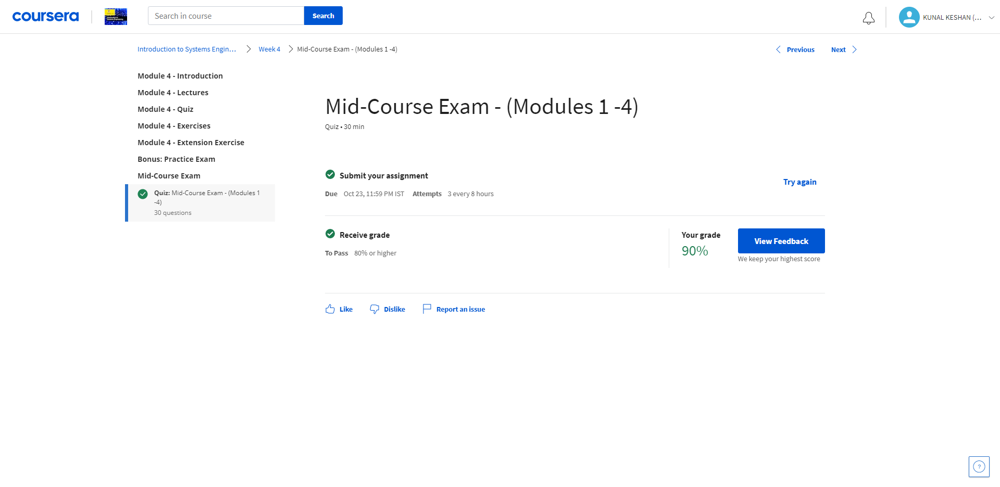 coursera
Search in course
Search
KUNAL KESHAN (...
Introduction to Systems Engin...
Week 4
Mid-Course Exam - (Modules 1 -4)
Previous
Next
Module 4 - Introduction
Module 4 - Lectures
Module 4 - Quiz
Module 4 - Exercises
Module 4 - Extension Exercise
Bonus: Practice Exam
Mid-Course Exam
Quiz: Mid-Course Exam - (Modules 1
-4)
30 questions
Mid-Course Exam - (Modules 1 -4)
Quiz • 30 min
Submit your assignment
Due Oct 23, 11:59 PM IST Attempts 3 every 8 hours
Try again
Receive grade
To Pass 80% or higher
Your grade
90%
View Feedback
We keep your highest score
Like
Dislike
Report an issue
?